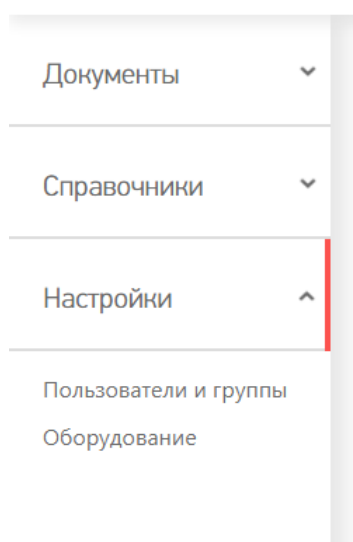 Документы
Справочники
Настройки
Пользователи и группы
Оборудование